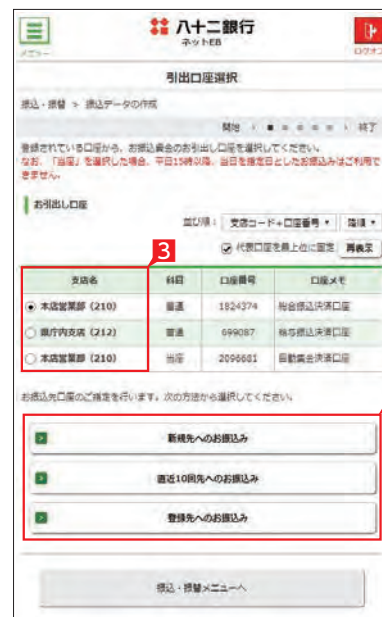 八十二銀行
ネットEB
メニュー
ログオフ
引出口座選択
振込・振替 > 振込データの作成
開始 終了
登録されている口座から、お振込資金のお引出し口座を選択してください。
なお、「当座」を選択した場合、平日15時以降、当日を指定日としたお振込みはご利用で
きません。
お引出し口座
並び順： 支店コード+口座番号 昇順
代表口座を最上位に固定 再表示
3
支店名 科目 口座番号 口座メモ
本店営業部（210） 普通 1824374 総合振込決済口座
県庁内支店（212） 普通 699087 給与振込決済口座
本店営業部（210） 当座 2096681 自動集金決済口座
お振込先口座のご指定を行います。次の方法から選択してください。
新規先へのお振込み
直近10回先へのお振込み
登録先へのお振込み
振込・振替メニューへ